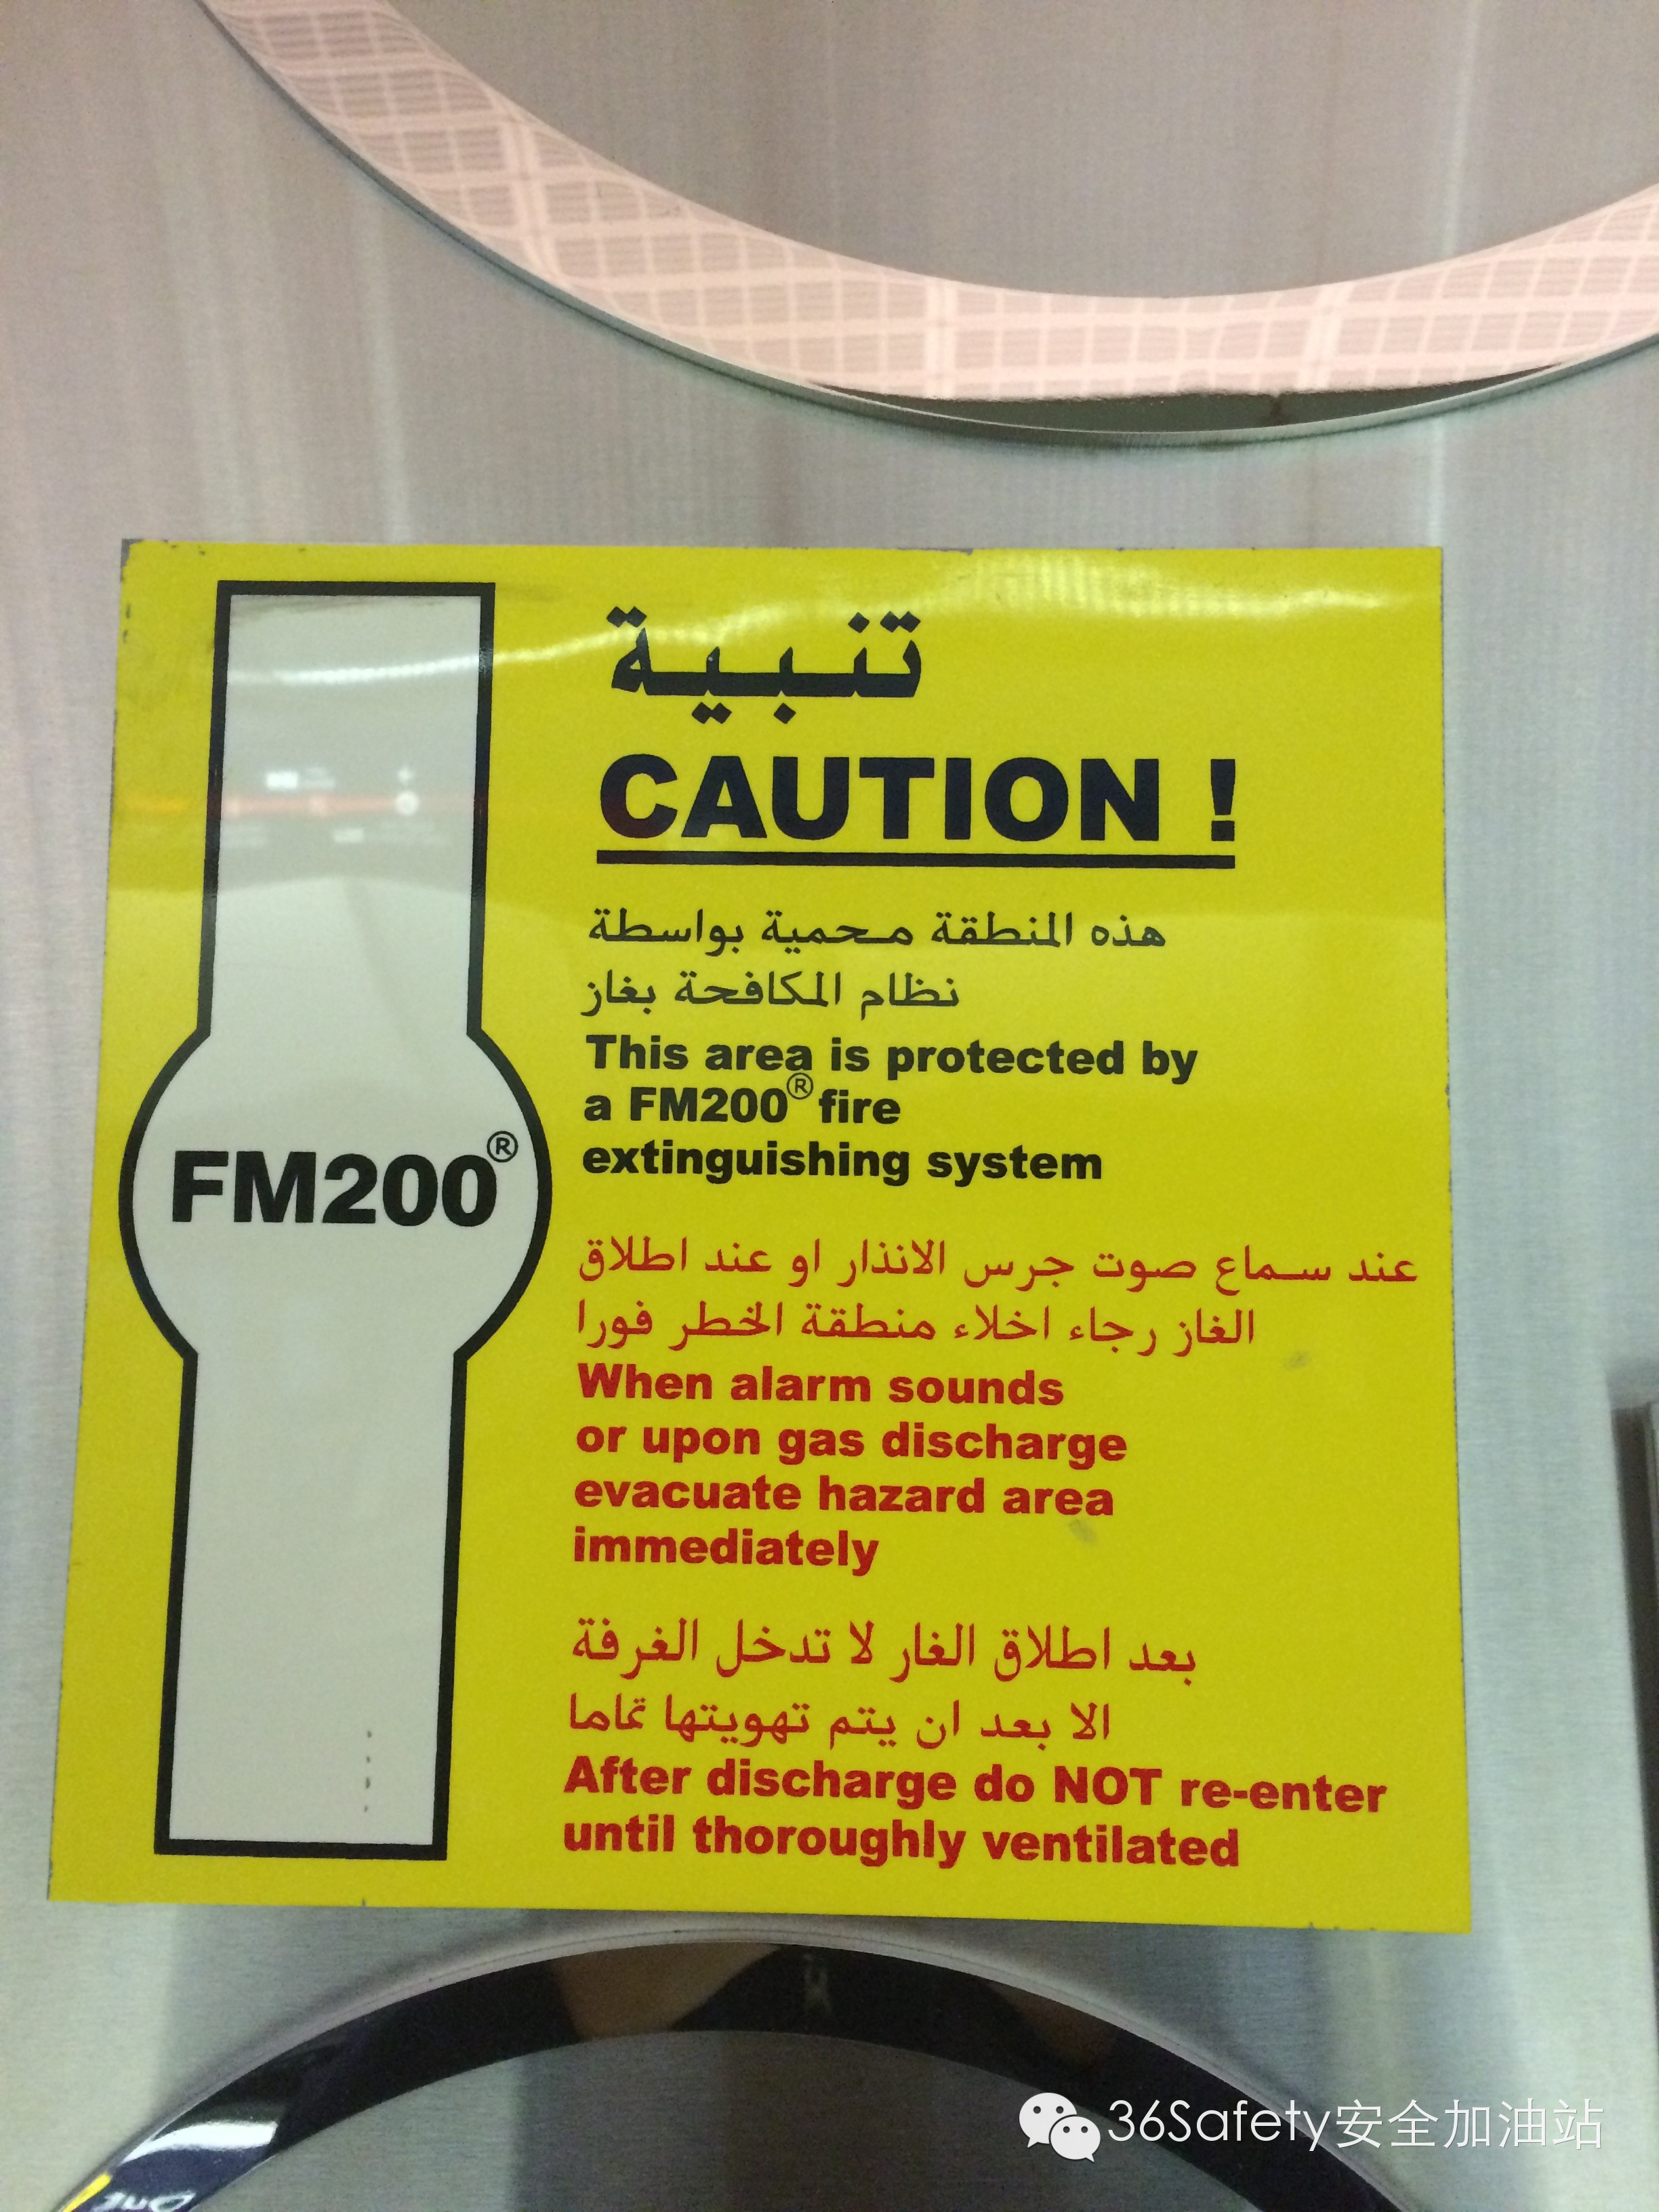 تنبية
CAUTION !
هذه المنطقة محمية بواسطة
نظام المكافحة بغاز
This area is protected by
a FM200® fire
extinguishing system
FM200®
عند سماع صوت جرس الانذار او عند اطلاق
الغاز رجاء اخلاء منطقة الخطر فورا
When alarm sounds
or upon gas discharge
evacuate hazard area
immediately
بعد اطلاق الغار لا تدخل الغرفة
الا بعد ان يتم تهويتها تماما
After discharge do NOT re-enter
until thoroughly ventilated
36Safety安全加油站